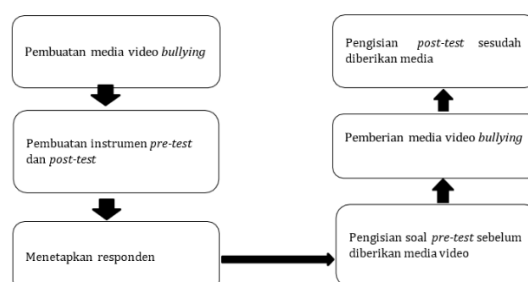 Pembuatan media video bullying
Pembuatan instrumen pre-test
dan post-test
Menetapkan responden
Pengisian soal pre-test sebelum
diberikan media video
Pemberian media video bullying
Pengisian post-test sesudah
diberikan media